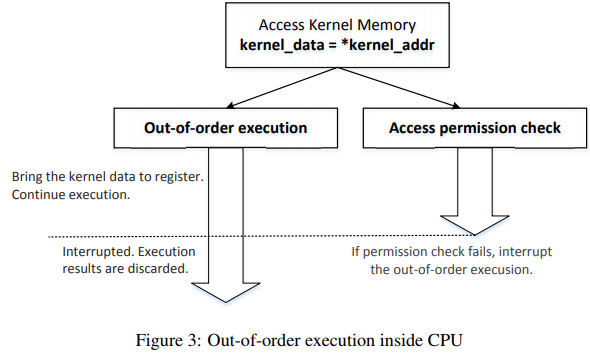 Access Kernel Memory
kernel_data = *kernel_addr
Out-of-order execution
Access permission check
Bring the kernel data to register.
Continue execution.
Interrupted. Execution
results are discarded.
If permission check fails, interrupt
the out-of-order execusion.
Figure 3: Out-of-order execution inside CPU